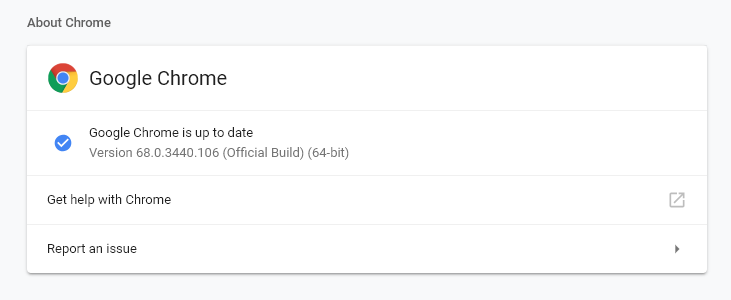 About Chrome
Google Chrome
Google Chrome is up to date
Version 68.0.3440.106 (Official Build) (64-bit)
Get help with Chrome
Report an issue